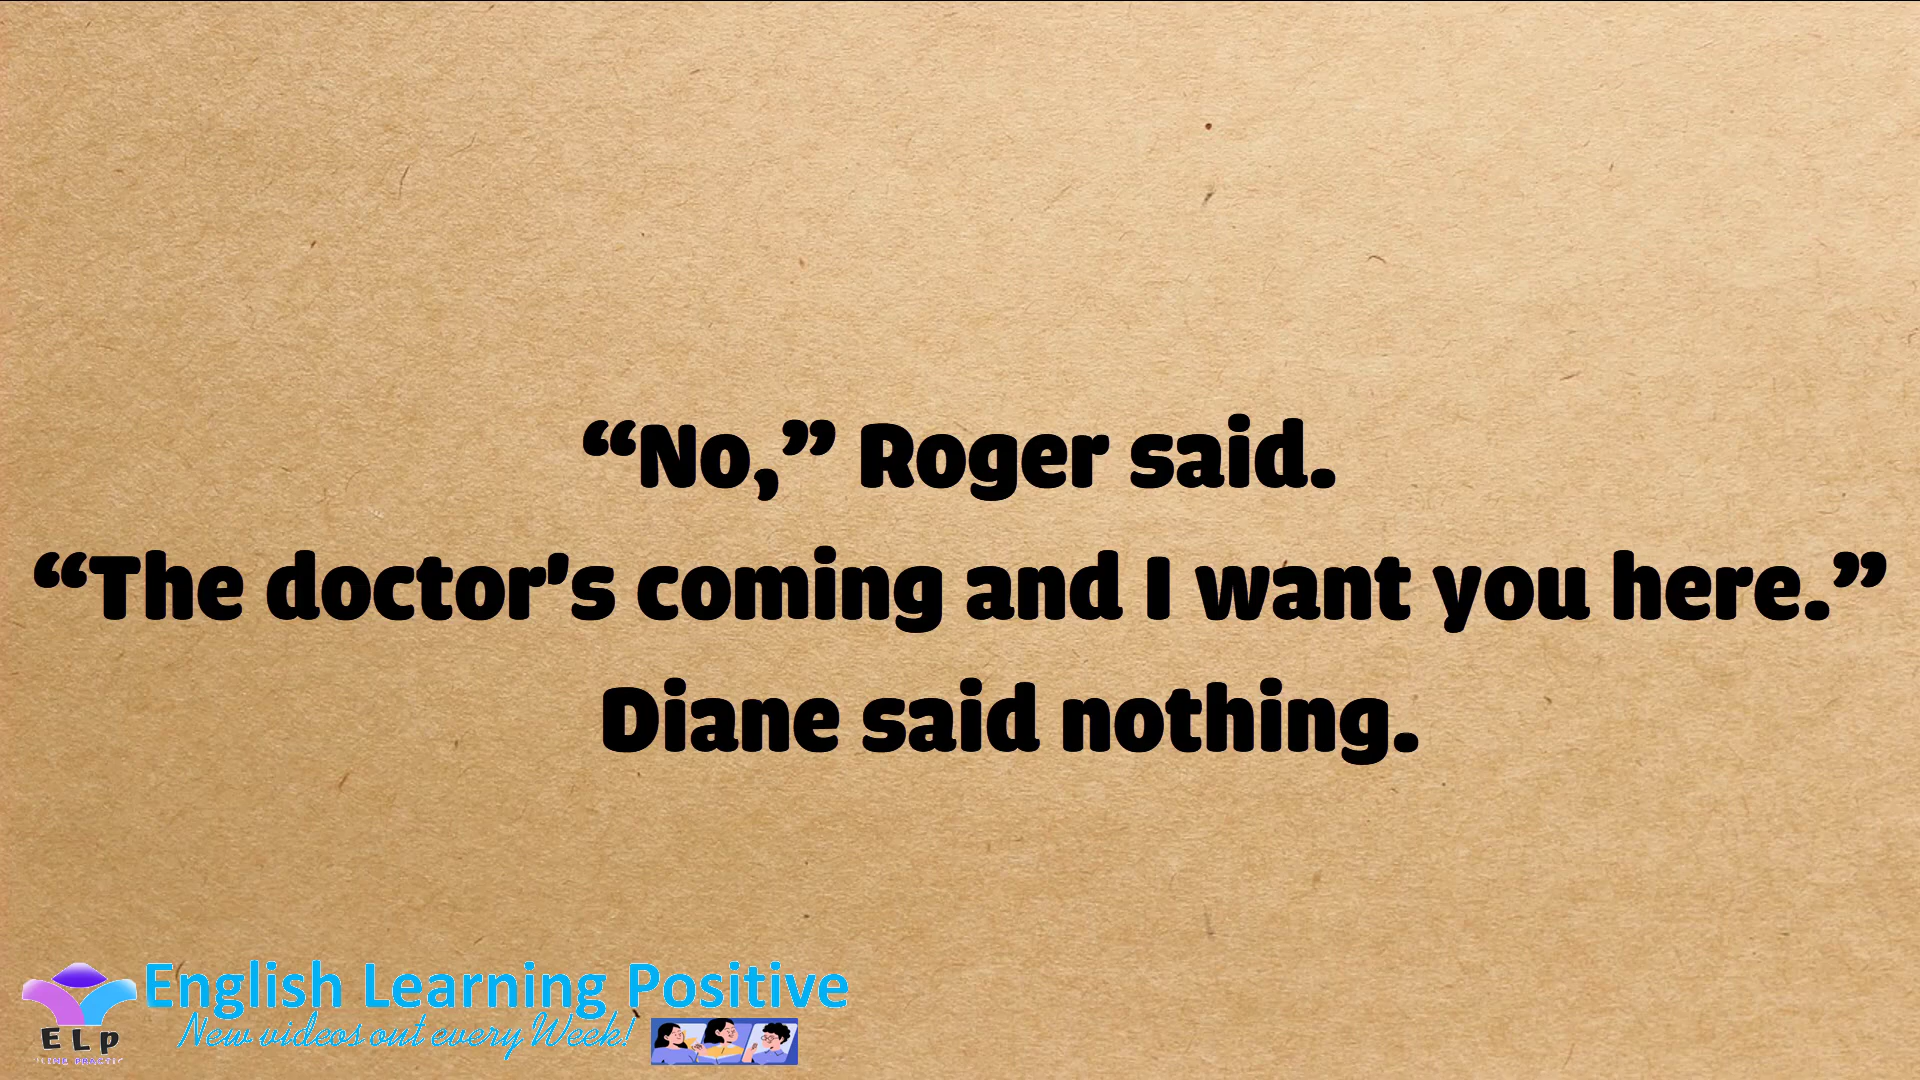 “No,” Roger said.
“The doctor's coming and I want you here.”
Diane said nothing.
English Learning Positive
New videos out every Week!
ELP